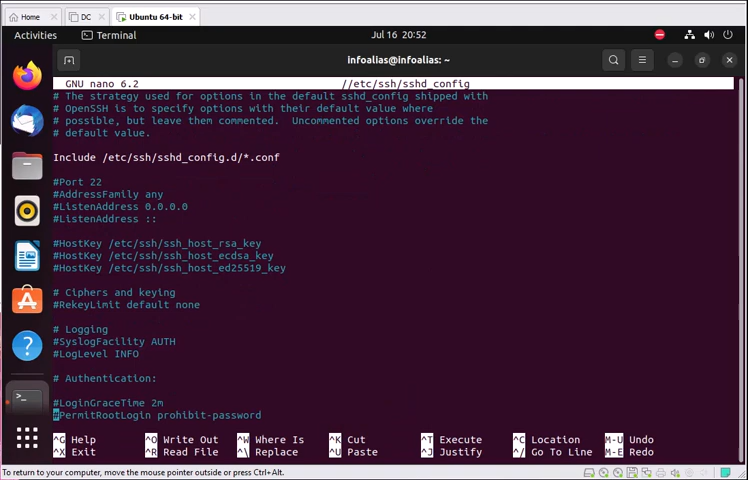 Home
DC
Ubuntu 64-bit
Activities
Terminal
Jul 16 20:52
infoalias@infoalias: ~
GNU nano 6.2 //etc/ssh/sshd_config
# The strategy used for options in the default sshd_config shipped with
# OpenSSH is to specify options with their default value where
# possible, but leave them commented. Uncommented options override the
# default value.
Include /etc/ssh/sshd_config.d/*.conf
#Port 22
#AddressFamily any
#ListenAddress 0.0.0.0
#ListenAddress ::
#HostKey /etc/ssh/ssh_host_rsa_key
#HostKey /etc/ssh/ssh_host_ecdsa_key
#HostKey /etc/ssh/ssh_host_ed25519_key
# Ciphers and keying
#RekeyLimit default none
# Logging
#SyslogFacility AUTH
#LogLevel INFO
# Authentication:
#LoginGraceTime 2m
#PermitRootLogin prohibit-password
^G Help ^O Write Out ^W Where Is ^K Cut ^T Execute ^C Location M-U Undo
^X Exit ^R Read File ^\ Replace ^U Paste ^J Justify ^/ Go To Line M-E Redo
To return to your computer, move the mouse pointer outside or press Ctrl+Alt.